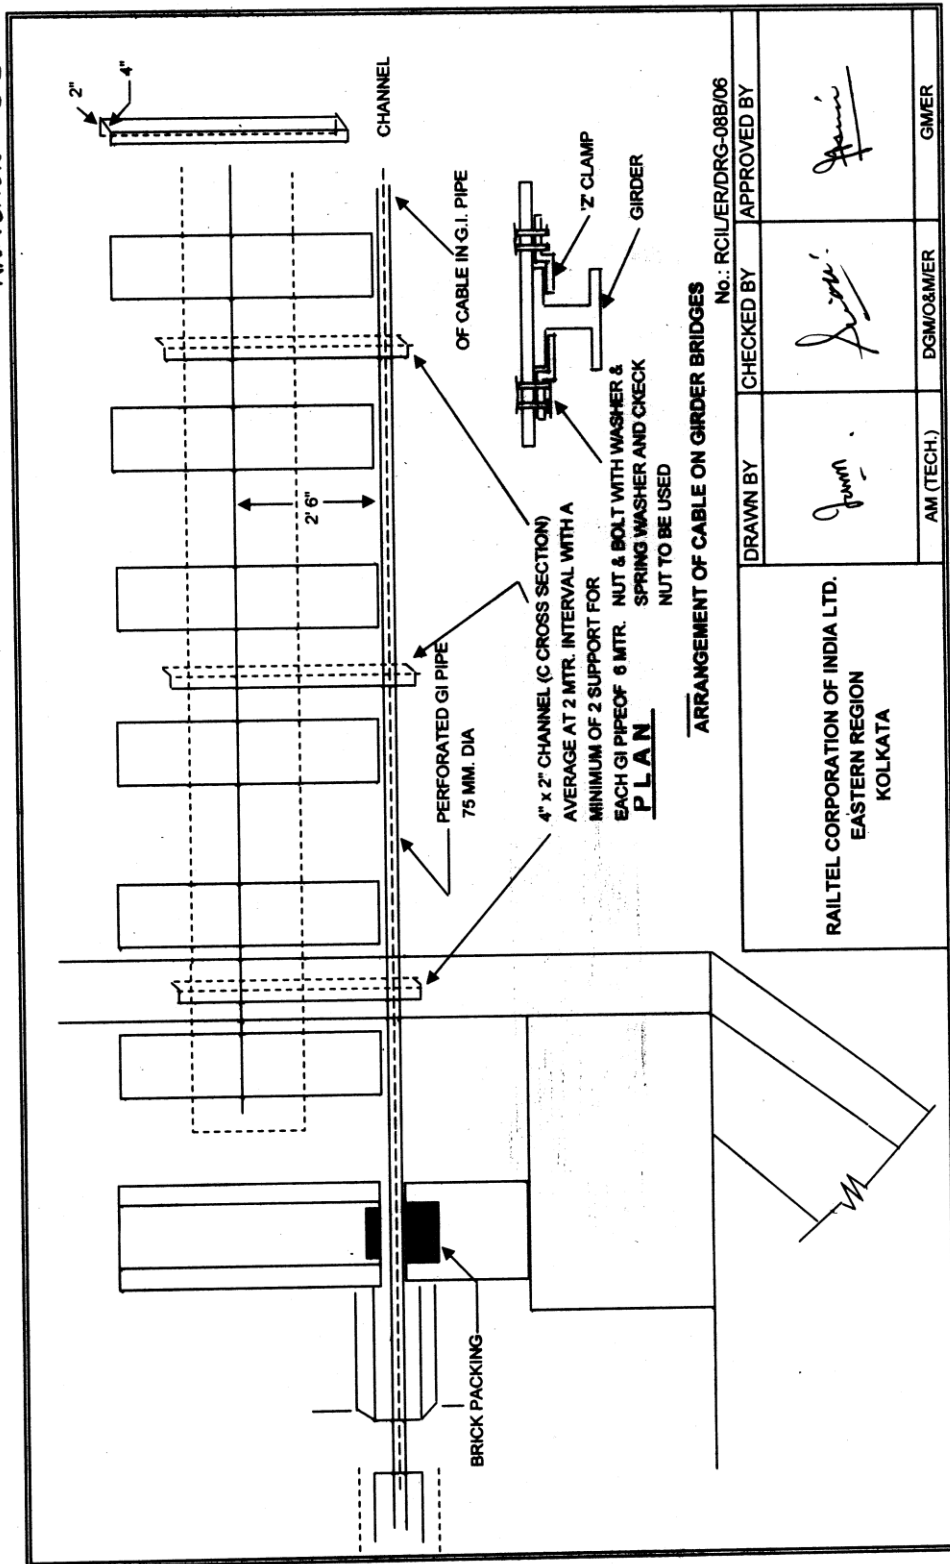 2"
4"
CHANNEL
OF CABLE IN G.I. PIPE
2' 6"
PERFORATED GI PIPE
75 MM. DIA
4" x 2" CHANNEL (C CROSS SECTION)
AVERAGE AT 2 MTR. INTERVAL WITH A
MINIMUM OF 2 SUPPORT FOR
EACH GI PIPEOF 6 MTR.
PLAN
BRICK PACKING
'Z' CLAMP
GIRDER
NUT & BOLT WITH WASHER &
SPRING WASHER AND CKECK
NUT TO BE USED
ARRANGEMENT OF CABLE ON GIRDER BRIDGES
No.: RCIL/ER/DRG-08B/06
RAILTEL CORPORATION OF INDIA LTD.
EASTERN REGION
KOLKATA
DRAWN BY
CHECKED BY
APPROVED BY
AM (TECH.)
DGM/O&M/ER
GM/ER